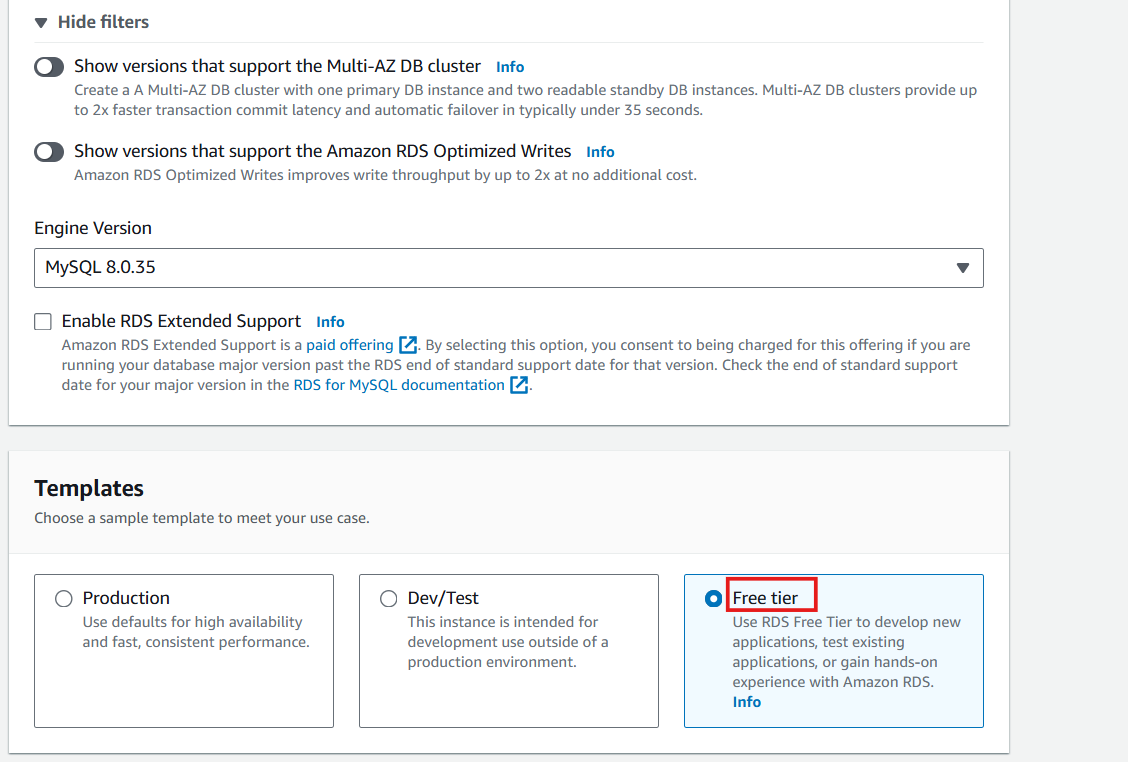 Hide filters
Show versions that support the Multi-AZ DB cluster Info
Create a A Multi-AZ DB cluster with one primary DB instance and two readable standby DB instances. Multi-AZ DB clusters provide up
to 2x faster transaction commit latency and automatic failover in typically under 35 seconds.
Show versions that support the Amazon RDS Optimized Writes Info
Amazon RDS Optimized Writes improves write throughput by up to 2x at no additional cost.
Engine Version
MySQL 8.0.35
Enable RDS Extended Support Info
Amazon RDS Extended Support is a paid offering. By selecting this option, you consent to being charged for this offering if you are
running your database major version past the RDS end of standard support date for that version. Check the end of standard support
date for your major version in the RDS for MySQL documentation.
Templates
Choose a sample template to meet your use case.
Production
Use defaults for high availability
and fast, consistent performance.
Dev/Test
This instance is intended for
development use outside of a
production environment.
Free tier
Use RDS Free Tier to develop new
applications, test existing
applications, or gain hands-on
experience with Amazon RDS.
Info